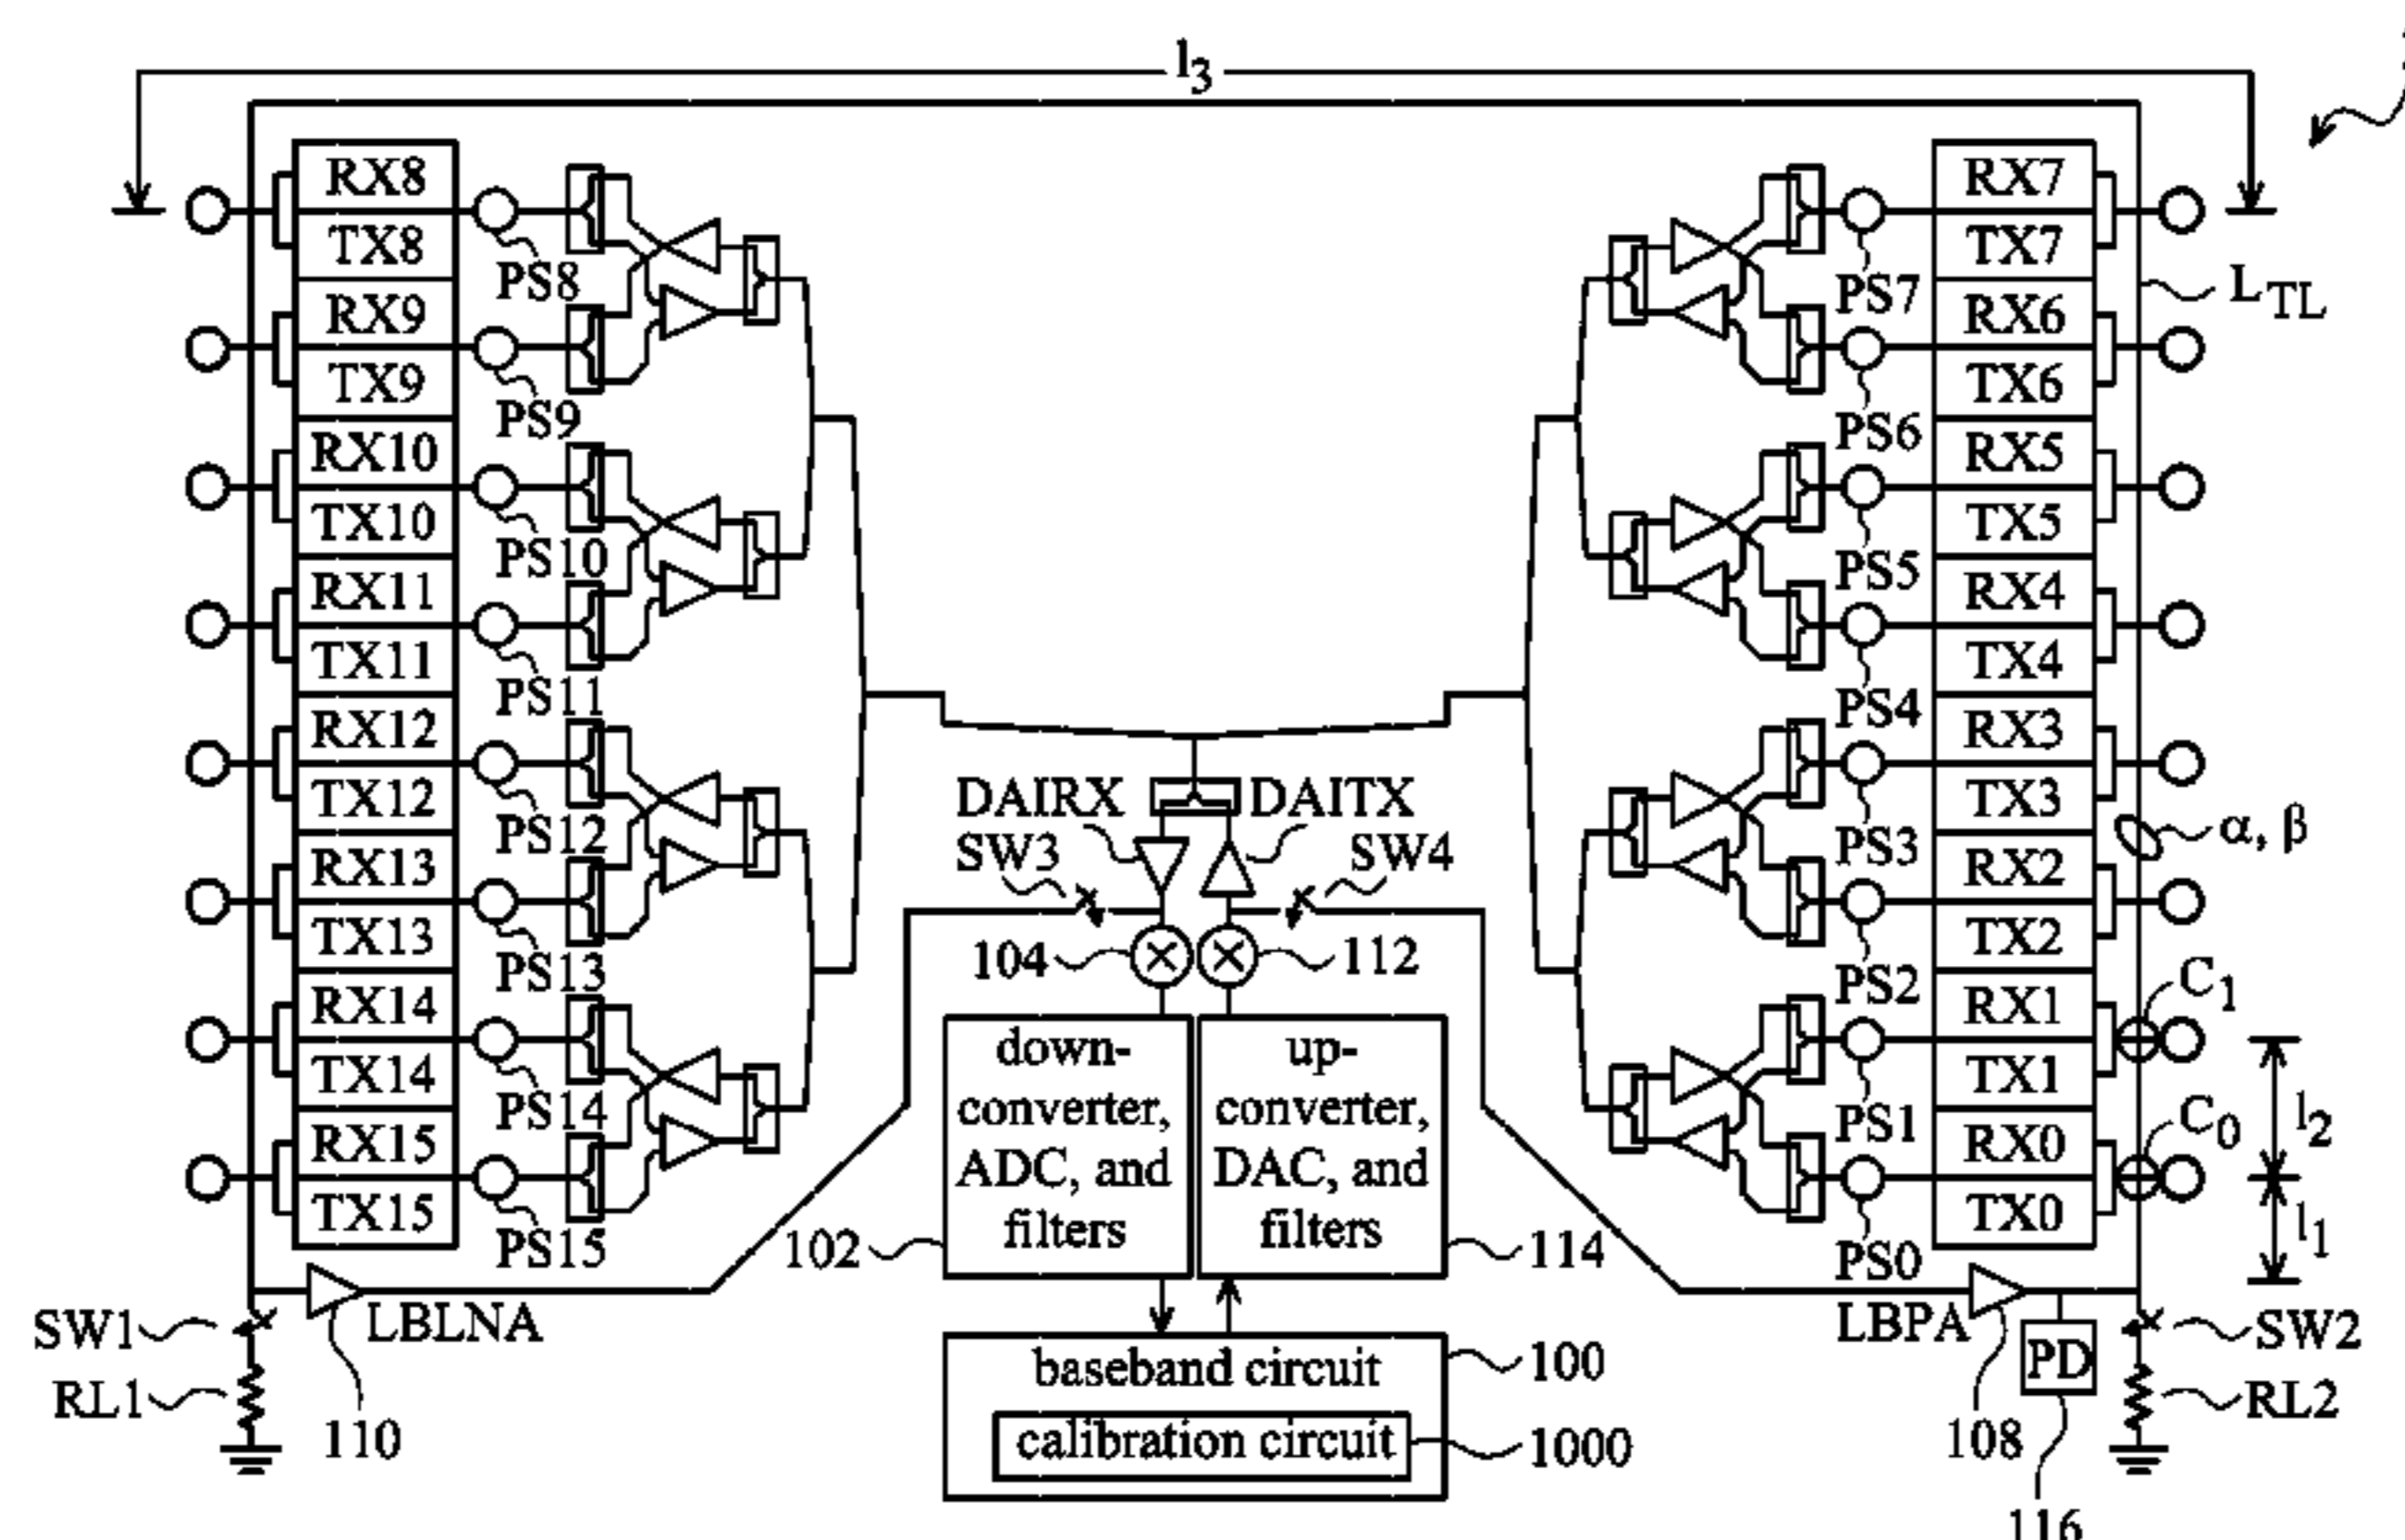 l3
RX8
TX8
PS8
RX9
TX9
PS9
RX10
TX10
PS10
RX11
TX11
PS11
RX12
TX12
PS12
RX13
TX13
PS13
RX14
TX14
PS14
RX15
TX15
PS15
RX7
TX7
PS7
LTL
RX6
TX6
PS6
RX5
TX5
PS5
RX4
TX4
PS4
RX3
TX3
PS3
α, β
RX2
TX2
PS2
C1
RX1
TX1
PS1
l2
C0
RX0
TX0
PS0
l1
DAIRX
DAITX
SW3
SW4
104
112
down-
converter,
ADC, and
filters
102
up-
converter,
DAC, and
filters
114
SW1
LBLNA
RL1
110
baseband circuit
100
calibration circuit
1000
LBPA
108
PD
116
SW2
RL2